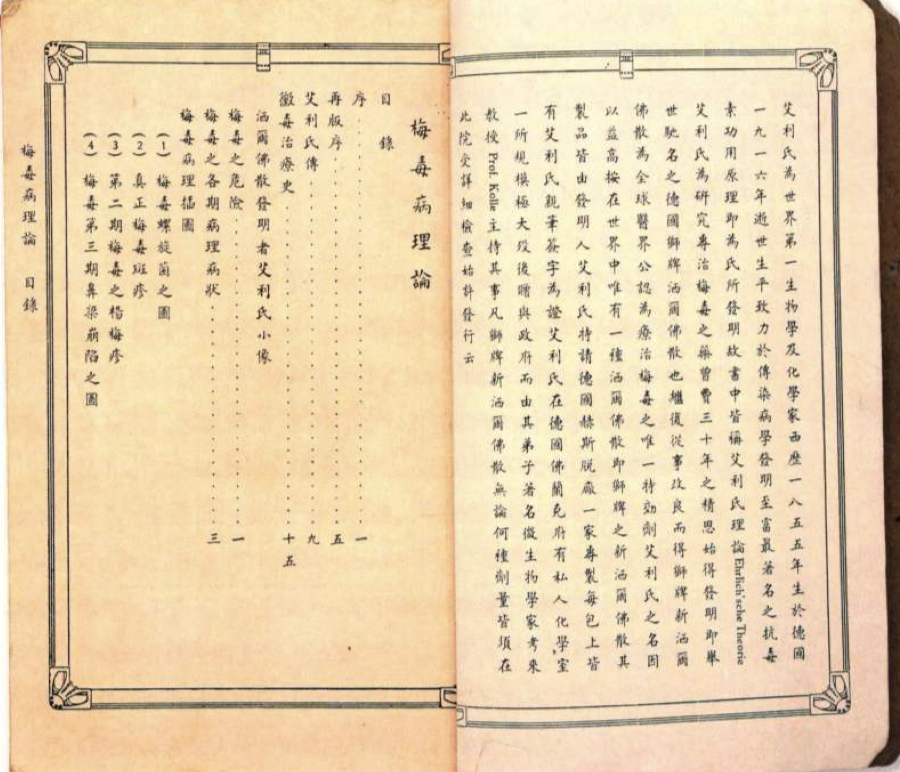 艾利氏為世界第一生物學及化學家西歷一八五五年生於德國
一九一六年逝世生平致力於傳染病學發明至富最著名之抗毒
素功用原理即為氏所發明故書中皆稱艾利氏理論Ehrlich'sche Theorie
艾利氏為研究專治梅毒之藥曾費三十年之精思始得發明即舉
世馳名之德國獅牌洒爾佛散也繼復從事改良而得獅牌新洒爾
佛散為全球醫界公認為療治梅毒之唯一特効劑艾利氏之名因
以益高按在世界中唯有一種洒爾佛散即獅牌之新洒爾佛散其
製品皆由發明人艾利氏特請德國赫斯脫廠一家專製每包上皆
有艾利氏親筆簽字為證艾利氏在德國佛蘭克府有私人化學室
一所規模極大歿後贈與政府而由其弟子著名微生物學家考來
教授 Prof. Kolle 主持其事凡獅牌新洒爾佛散無論何種劑量皆須在
此院受詳細檢查始許發行云
梅毒病理論
目錄
序 一
再版序 五
艾利氏傳 九
黴毒治療史 十五
洒爾佛散發明者艾利氏小像
梅毒之危險 一
梅毒之各期病理病狀 三
梅毒病理插圖
(1) 梅毒螺旋菌之圖
(2) 真正梅毒斑疹
(3) 第二期梅毒之楊梅疹
(4) 梅毒第三期鼻梁崩陷之圖
梅毒病理論 目錄